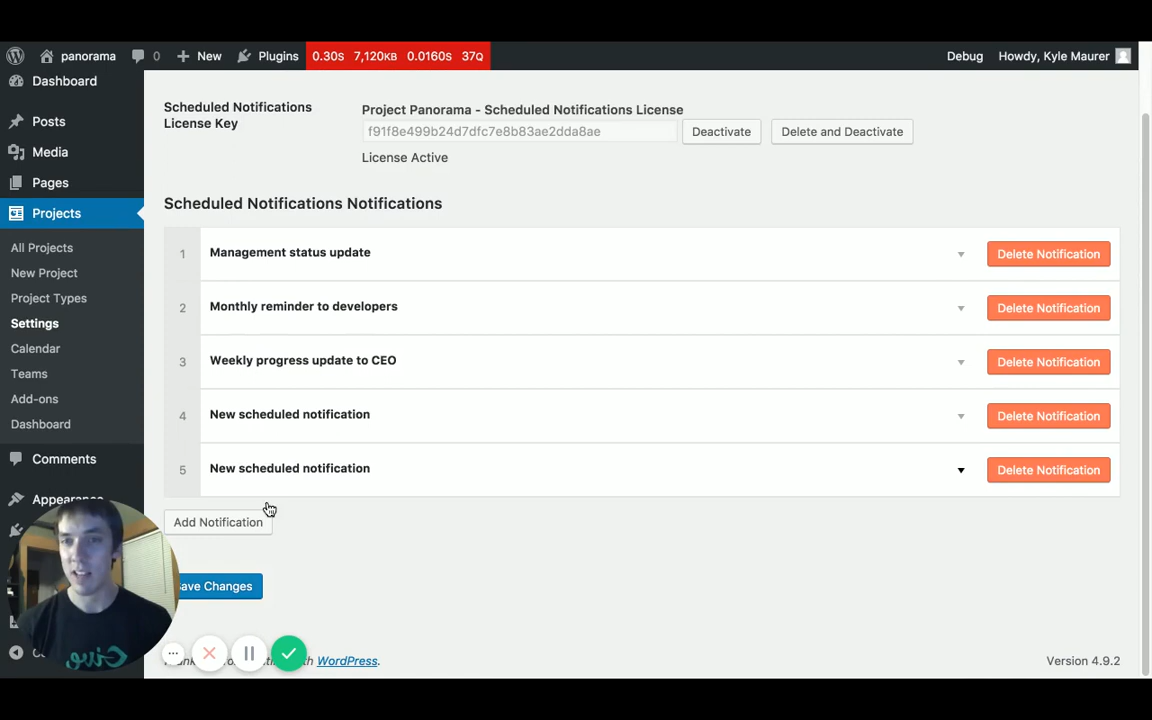 panorama 0 New Plugins 0.30S 7,120KB 0.0160S 37Q Debug Howdy, Kyle Maurer
Dashboard
Posts
Media
Pages
Projects
All Projects
New Project
Project Types
Settings
Calendar
Teams
Add-ons
Dashboard
Comments
Appearance
Scheduled Notifications
License Key
Project Panorama - Scheduled Notifications License
f91f8e499b24d7dfc7e8b83ae2dda8ae Deactivate Delete and Deactivate
License Active
Scheduled Notifications Notifications
1 Management status update Delete Notification
2 Monthly reminder to developers Delete Notification
3 Weekly progress update to CEO Delete Notification
4 New scheduled notification Delete Notification
5 New scheduled notification Delete Notification
Add Notification
Save Changes
WordPress. Version 4.9.2